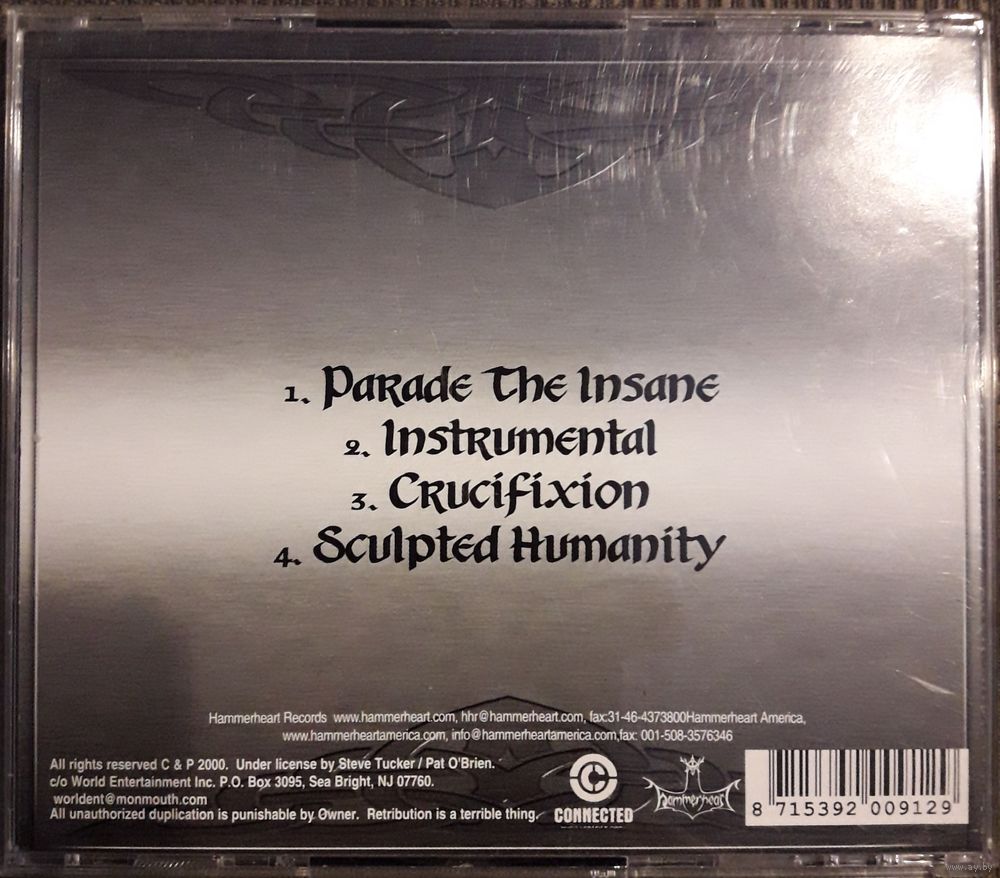 1. Parade The Insane
2. Instrumental
3. Crucifixion
4. Sculpted Humanity
Hammerheart Records www.hammerheart.com, hhr@hammerheart.com, fax:31-46-4373800Hammerheart America,
www.hammerheartamerica.com, info@hammerheartamerica.com,fax: 001-508-3576346
All rights reserved C & P 2000. Under license by Steve Tucker / Pat O'Brien.
c/o World Entertainment Inc. P.O. Box 3095, Sea Bright, NJ 07760.
worldent@monmouth.com
All unauthorized duplication is punishable by Owner. Retribution is a terrible thing.
CONNECTED
hammerheart
8 715392 009129
www.ay.by